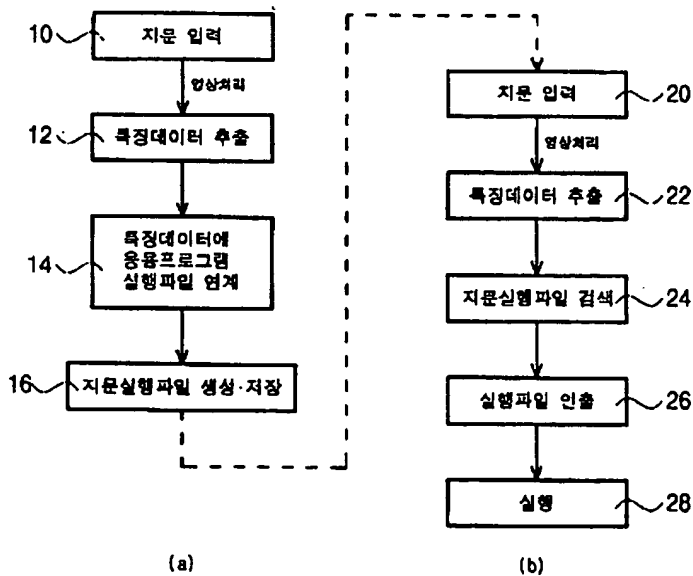 10
지문 입력
영상처리
12
특징데이터 추출
14
특징데이터에
응용프로그램
실행파일 연계
16
지문실행파일 생성·저장
(a)
지문 입력
20
영상처리
특징데이터 추출
22
지문실행파일 검색
24
실행파일 인출
26
실행
28
(b)